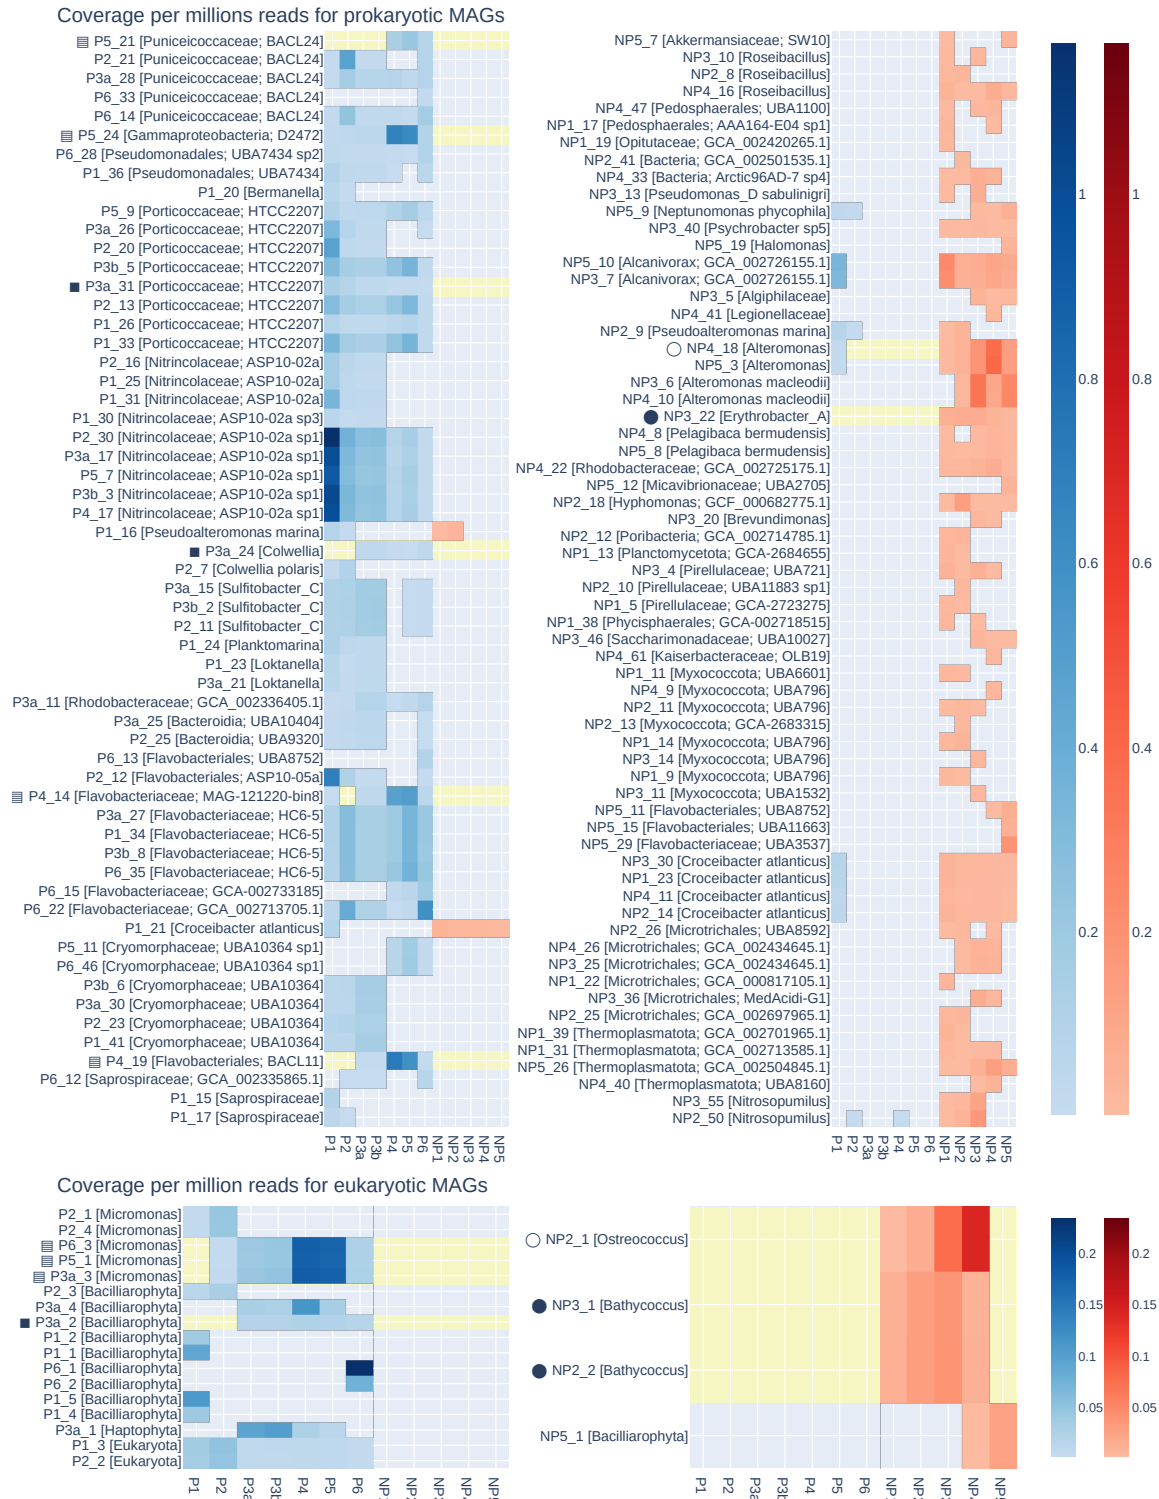 Coverage per millions reads for prokaryotic MAGs
▤ P5_21 [Puniceicoccaceae; BACL24]
P2_21 [Puniceicoccaceae; BACL24]
P3a_28 [Puniceicoccaceae; BACL24]
P6_33 [Puniceicoccaceae; BACL24]
P6_14 [Puniceicoccaceae; BACL24]
▤ P5_24 [Gammaproteobacteria; D2472]
P6_28 [Pseudomonadales; UBA7434 sp2]
P1_36 [Pseudomonadales; UBA7434]
P1_20 [Bermanella]
P5_9 [Porticoccaceae; HTCC2207]
P3a_26 [Porticoccaceae; HTCC2207]
P2_20 [Porticoccaceae; HTCC2207]
P3b_5 [Porticoccaceae; HTCC2207]
■ P3a_31 [Porticoccaceae; HTCC2207]
P2_13 [Porticoccaceae; HTCC2207]
P1_26 [Porticoccaceae; HTCC2207]
P1_33 [Porticoccaceae; HTCC2207]
P2_16 [Nitrincolaceae; ASP10-02a]
P1_25 [Nitrincolaceae; ASP10-02a]
P1_31 [Nitrincolaceae; ASP10-02a]
P1_30 [Nitrincolaceae; ASP10-02a sp3]
P2_30 [Nitrincolaceae; ASP10-02a sp1]
P3a_17 [Nitrincolaceae; ASP10-02a sp1]
P5_7 [Nitrincolaceae; ASP10-02a sp1]
P3b_3 [Nitrincolaceae; ASP10-02a sp1]
P4_17 [Nitrincolaceae; ASP10-02a sp1]
P1_16 [Pseudoalteromonas marina]
■ P3a_24 [Colwellia]
P2_7 [Colwellia polaris]
P3a_15 [Sulfitobacter_C]
P3b_2 [Sulfitobacter_C]
P2_11 [Sulfitobacter_C]
P1_24 [Planktomarina]
P1_23 [Loktanella]
P3a_21 [Loktanella]
P3a_11 [Rhodobacteraceae; GCA_002336405.1]
P3a_25 [Bacteroidia; UBA10404]
P2_25 [Bacteroidia; UBA9320]
P6_13 [Flavobacteriales; UBA8752]
P2_12 [Flavobacteriales; ASP10-05a]
▤ P4_14 [Flavobacteriaceae; MAG-121220-bin8]
P3a_27 [Flavobacteriaceae; HC6-5]
P1_34 [Flavobacteriaceae; HC6-5]
P3b_8 [Flavobacteriaceae; HC6-5]
P6_35 [Flavobacteriaceae; HC6-5]
P6_15 [Flavobacteriaceae; GCA-002733185]
P6_22 [Flavobacteriaceae; GCA_002713705.1]
P1_21 [Croceibacter atlanticus]
P5_11 [Cryomorphaceae; UBA10364 sp1]
P6_46 [Cryomorphaceae; UBA10364 sp1]
P3b_6 [Cryomorphaceae; UBA10364]
P3a_30 [Cryomorphaceae; UBA10364]
P2_23 [Cryomorphaceae; UBA10364]
P1_41 [Cryomorphaceae; UBA10364]
▤ P4_19 [Flavobacteriales; BACL11]
P6_12 [Saprospiraceae; GCA_002335865.1]
P1_15 [Saprospiraceae]
P1_17 [Saprospiraceae]
P1 P2 P3a P3b P4 P5 P6 NP1 NP2 NP3 NP4 NP5
NP5_7 [Akkermansiaceae; SW10]
NP3_10 [Roseibacillus]
NP2_8 [Roseibacillus]
NP4_16 [Roseibacillus]
NP4_47 [Pedosphaerales; UBA1100]
NP1_17 [Pedosphaerales; AAA164-E04 sp1]
NP1_19 [Opitutaceae; GCA_002420265.1]
NP2_41 [Bacteria; GCA_002501535.1]
NP4_33 [Bacteria; Arctic96AD-7 sp4]
NP3_13 [Pseudomonas_D sabulinigri]
NP5_9 [Neptunomonas phycophila]
NP3_40 [Psychrobacter sp5]
NP5_19 [Halomonas]
NP5_10 [Alcanivorax; GCA_002726155.1]
NP3_7 [Alcanivorax; GCA_002726155.1]
NP3_5 [Algiphilaceae]
NP4_41 [Legionellaceae]
NP2_9 [Pseudoalteromonas marina]
○ NP4_18 [Alteromonas]
NP5_3 [Alteromonas]
NP3_6 [Alteromonas macleodii]
NP4_10 [Alteromonas macleodii]
● NP3_22 [Erythrobacter_A]
NP4_8 [Pelagibaca bermudensis]
NP5_8 [Pelagibaca bermudensis]
NP4_22 [Rhodobacteraceae; GCA_002725175.1]
NP5_12 [Micavibrionaceae; UBA2705]
NP2_18 [Hyphomonas; GCF_000682775.1]
NP3_20 [Brevundimonas]
NP2_12 [Poribacteria; GCA_002714785.1]
NP1_13 [Planctomycetota; GCA-2684655]
NP3_4 [Pirellulaceae; UBA721]
NP2_10 [Pirellulaceae; UBA11883 sp1]
NP1_5 [Pirellulaceae; GCA-2723275]
NP1_38 [Phycisphaerales; GCA-002718515]
NP3_46 [Saccharimonadaceae; UBA10027]
NP4_61 [Kaiserbacteraceae; OLB19]
NP1_11 [Myxococcota; UBA6601]
NP4_9 [Myxococcota; UBA796]
NP2_11 [Myxococcota; UBA796]
NP2_13 [Myxococcota; GCA-2683315]
NP1_14 [Myxococcota; UBA796]
NP3_14 [Myxococcota; UBA796]
NP1_9 [Myxococcota; UBA796]
NP3_11 [Myxococcota; UBA1532]
NP5_11 [Flavobacteriales; UBA8752]
NP5_15 [Flavobacteriales; UBA11663]
NP5_29 [Flavobacteriaceae; UBA3537]
NP3_30 [Croceibacter atlanticus]
NP1_23 [Croceibacter atlanticus]
NP4_11 [Croceibacter atlanticus]
NP2_14 [Croceibacter atlanticus]
NP2_26 [Microtrichales; UBA8592]
NP4_26 [Microtrichales; GCA_002434645.1]
NP3_25 [Microtrichales; GCA_002434645.1]
NP1_22 [Microtrichales; GCA_000817105.1]
NP3_36 [Microtrichales; MedAcidi-G1]
NP2_25 [Microtrichales; GCA_002697965.1]
NP1_39 [Thermoplasmatota; GCA_002701965.1]
NP1_31 [Thermoplasmatota; GCA_002713585.1]
NP5_26 [Thermoplasmatota; GCA_002504845.1]
NP4_40 [Thermoplasmatota; UBA8160]
NP3_55 [Nitrosopumilus]
NP2_50 [Nitrosopumilus]
P1 P2 P3a P3b P4 P5 P6 NP1 NP2 NP3 NP4 NP5
1 1
0.8 0.8
0.6 0.6
0.4 0.4
0.2 0.2
Coverage per million reads for eukaryotic MAGs
P2_1 [Micromonas]
P2_4 [Micromonas]
▤ P6_3 [Micromonas]
▤ P5_1 [Micromonas]
▤ P3a_3 [Micromonas]
P2_3 [Bacilliarophyta]
P3a_4 [Bacilliarophyta]
■ P3a_2 [Bacilliarophyta]
P1_2 [Bacilliarophyta]
P1_1 [Bacilliarophyta]
P6_1 [Bacilliarophyta]
P6_2 [Bacilliarophyta]
P1_5 [Bacilliarophyta]
P1_4 [Bacilliarophyta]
P3a_1 [Haptophyta]
P1_3 [Eukaryota]
P2_2 [Eukaryota]
P1 P2 P3a P3b P4 P5 P6
○ NP2_1 [Ostreococcus]
● NP3_1 [Bathycoccus]
● NP2_2 [Bathycoccus]
NP5_1 [Bacilliarophyta]
P1 P2 P3a P3b P4 P5 P6
0.2 0.2
0.15 0.15
0.1 0.1
0.05 0.05